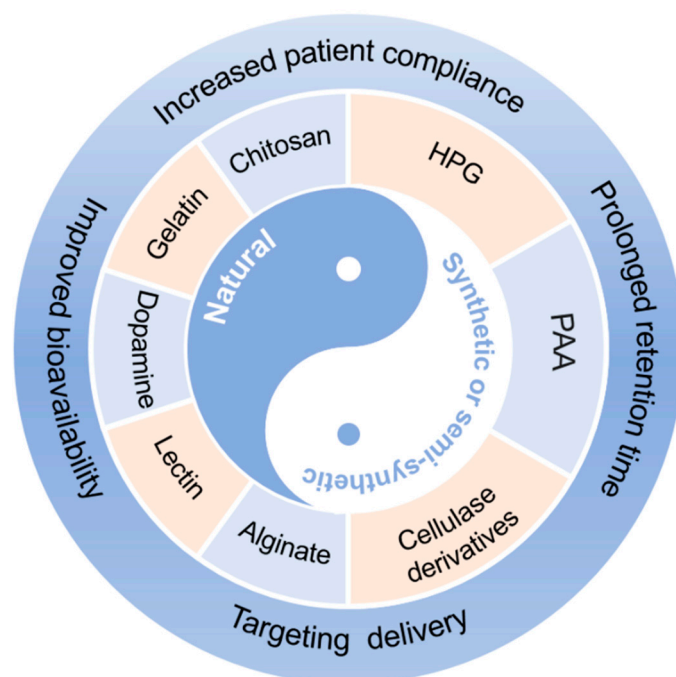 Increased patient compliance
Prolonged retention time
Targeting delivery
Improved bioavailability
Chitosan
HPG
PAA
Cellulase
derivatives
Alginate
Lectin
Dopamine
Gelatin
Natural
Synthetic or semi-synthetic